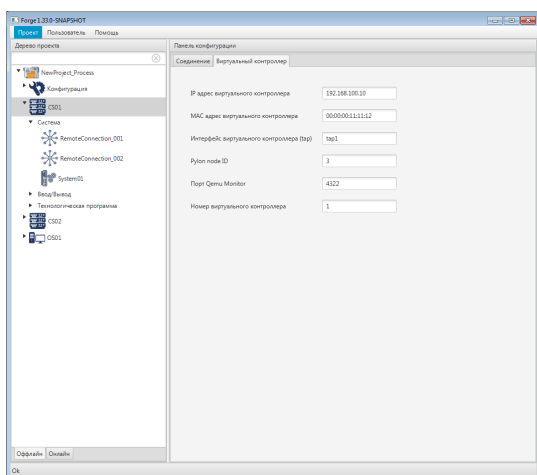 Forge 1.33.0-SNAPSHOT
Проект Пользователь Помощь
Дерево проекта
NewProject_Process
Конфигурация
CS01
Система
RemoteConnection_001
RemoteConnection_002
System01
Ввод/Вывод
Технологическая программа
CS02
OS01
Оффлайн Онлайн
Ok
Панель конфигурации
Соединение Виртуальный контроллер
IP адрес виртуального контроллера 192.168.100.10
MAC адрес виртуального контроллера 00:00:00:11:11:12
Интерфейс виртуального контроллера (tap) tap1
Pylon node ID 3
Порт Qemu Monitor 4322
Номер виртуального контроллера 1